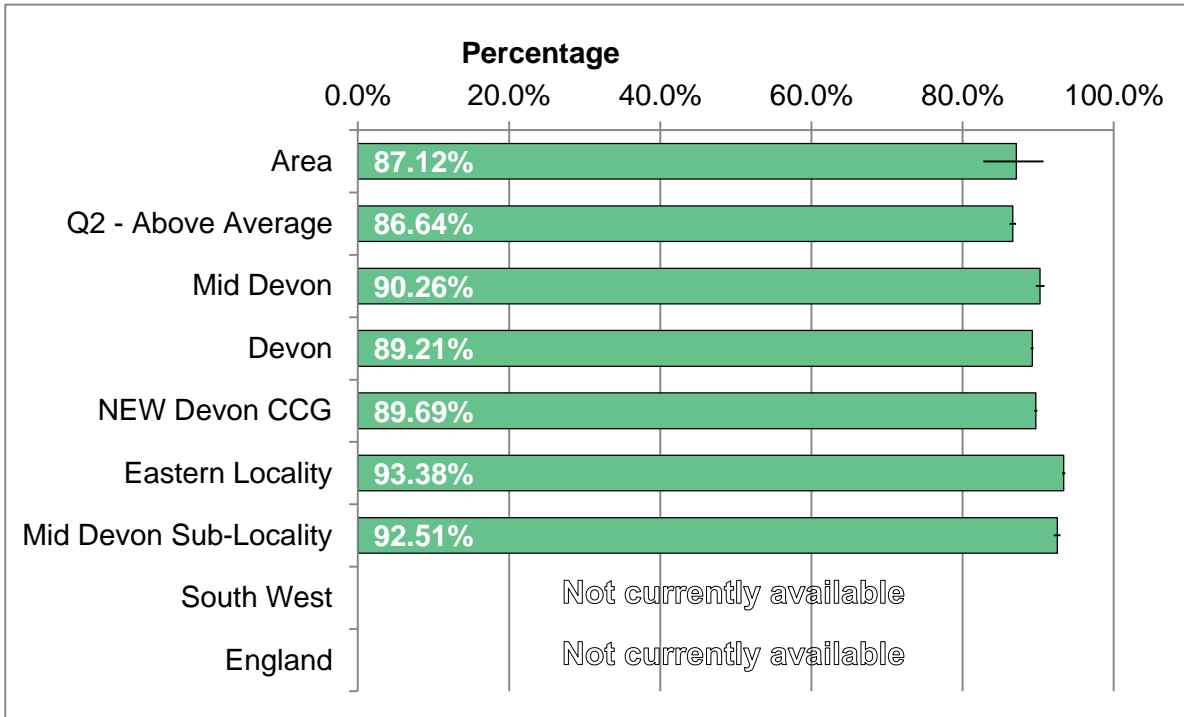 Percentage
0.0% 20.0% 40.0% 60.0% 80.0% 100.0%
Area 87.12%
Q2 - Above Average 86.64%
Mid Devon 90.26%
Devon 89.21%
NEW Devon CCG 89.69%
Eastern Locality 93.38%
Mid Devon Sub-Locality 92.51%
South West Not currently available
England Not currently available